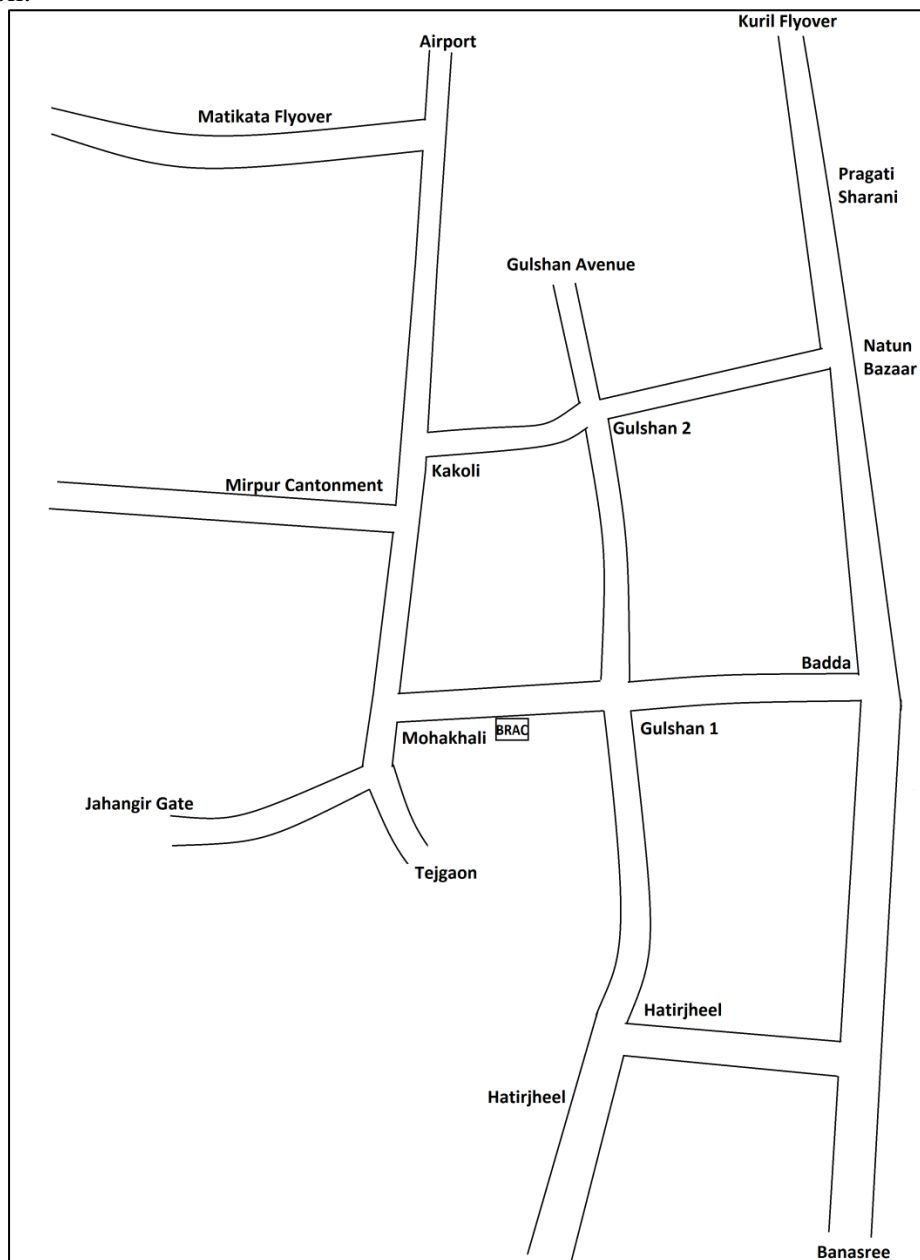 Kuril Flyover
Airport
Matikata Flyover
Pragati
Sharani
Gulshan Avenue
Natun
Bazaar
Gulshan 2
Kakoli
Mirpur Cantonment
Badda
Gulshan 1
BRAC
Mohakhali
Jahangir Gate
Tejgaon
Hatirjheel
Hatirjheel
Banasree